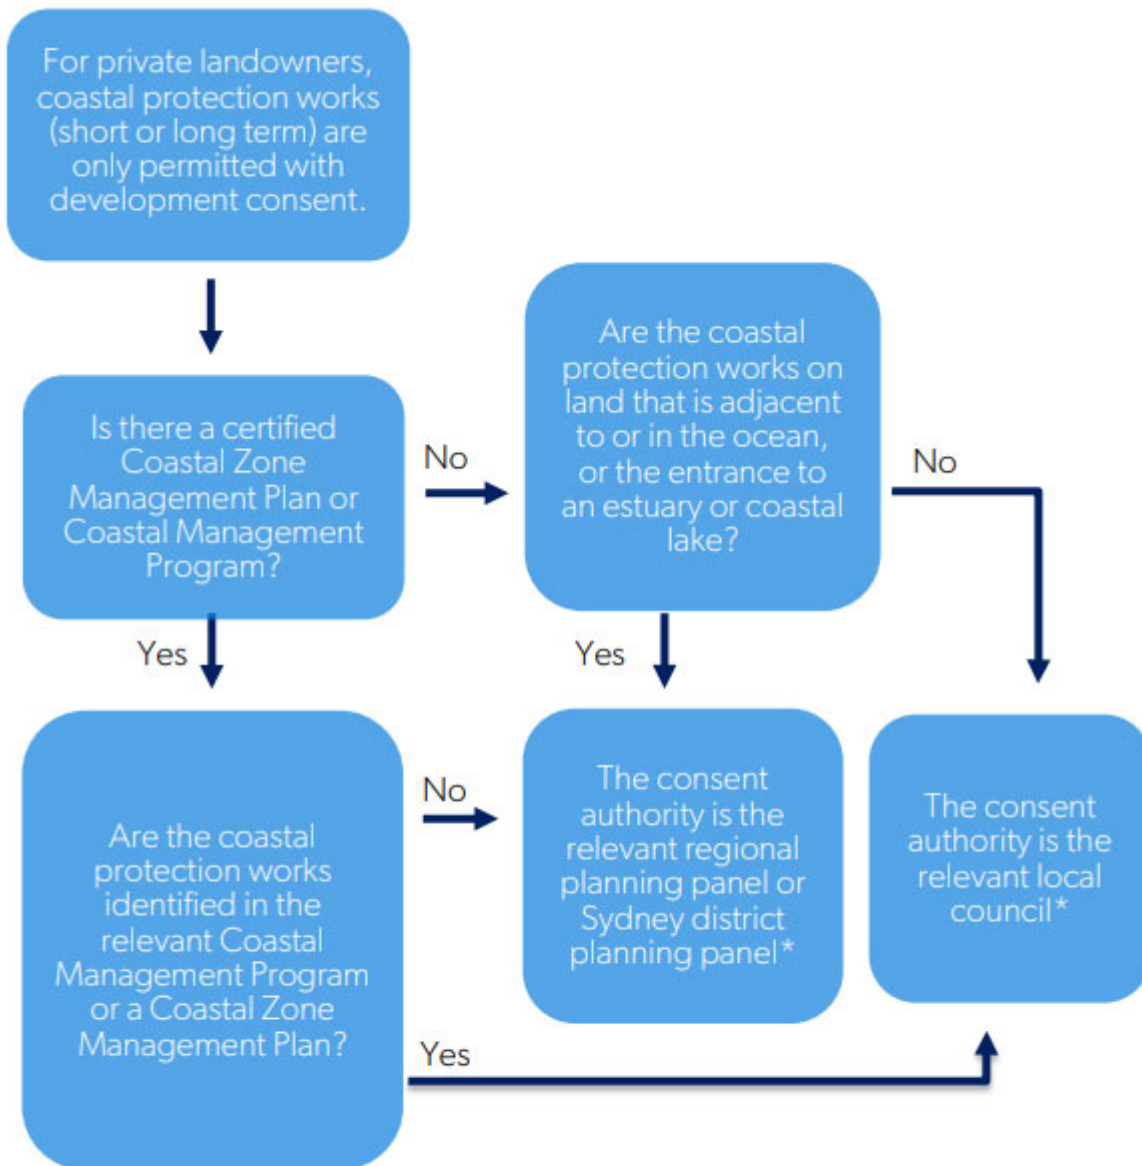 For private landowners,
coastal protection works
(short or long term) are
only permitted with
development consent.
Is there a certified
Coastal Zone
Management Plan or
Coastal Management
Program?
No
Are the coastal
protection works on
land that is adjacent
to or in the ocean,
or the entrance to
an estuary or coastal
lake?
No
Yes
Yes
Are the coastal
protection works
identified in the
relevant Coastal
Management Program
or a Coastal Zone
Management Plan?
No
The consent
authority is the
relevant regional
planning panel or
Sydney district
planning panel*
The consent
authority is the
relevant local
council*
Yes